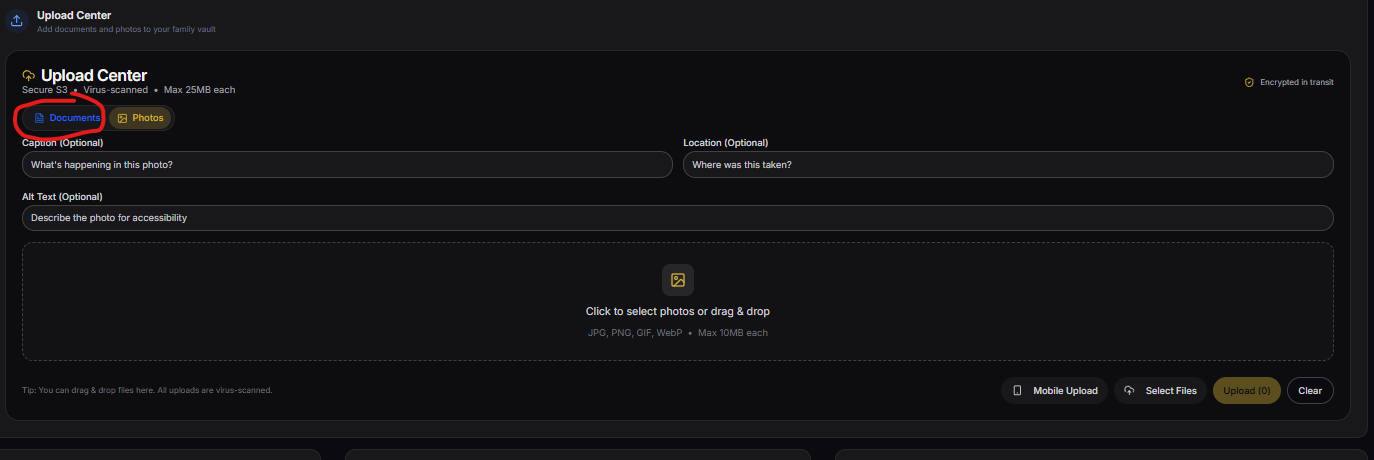 Upload Center
Add documents and photos to your family vault
Upload Center
Secure S3 • Virus-scanned • Max 25MB each
Encrypted in transit
Documents Photos
Caption (Optional) Location (Optional)
What's happening in this photo? Where was this taken?
Alt Text (Optional)
Describe the photo for accessibility
Click to select photos or drag & drop
JPG, PNG, GIF, WebP • Max 10MB each
Tip: You can drag & drop files here. All uploads are virus-scanned. Mobile Upload Select Files Upload (0) Clear